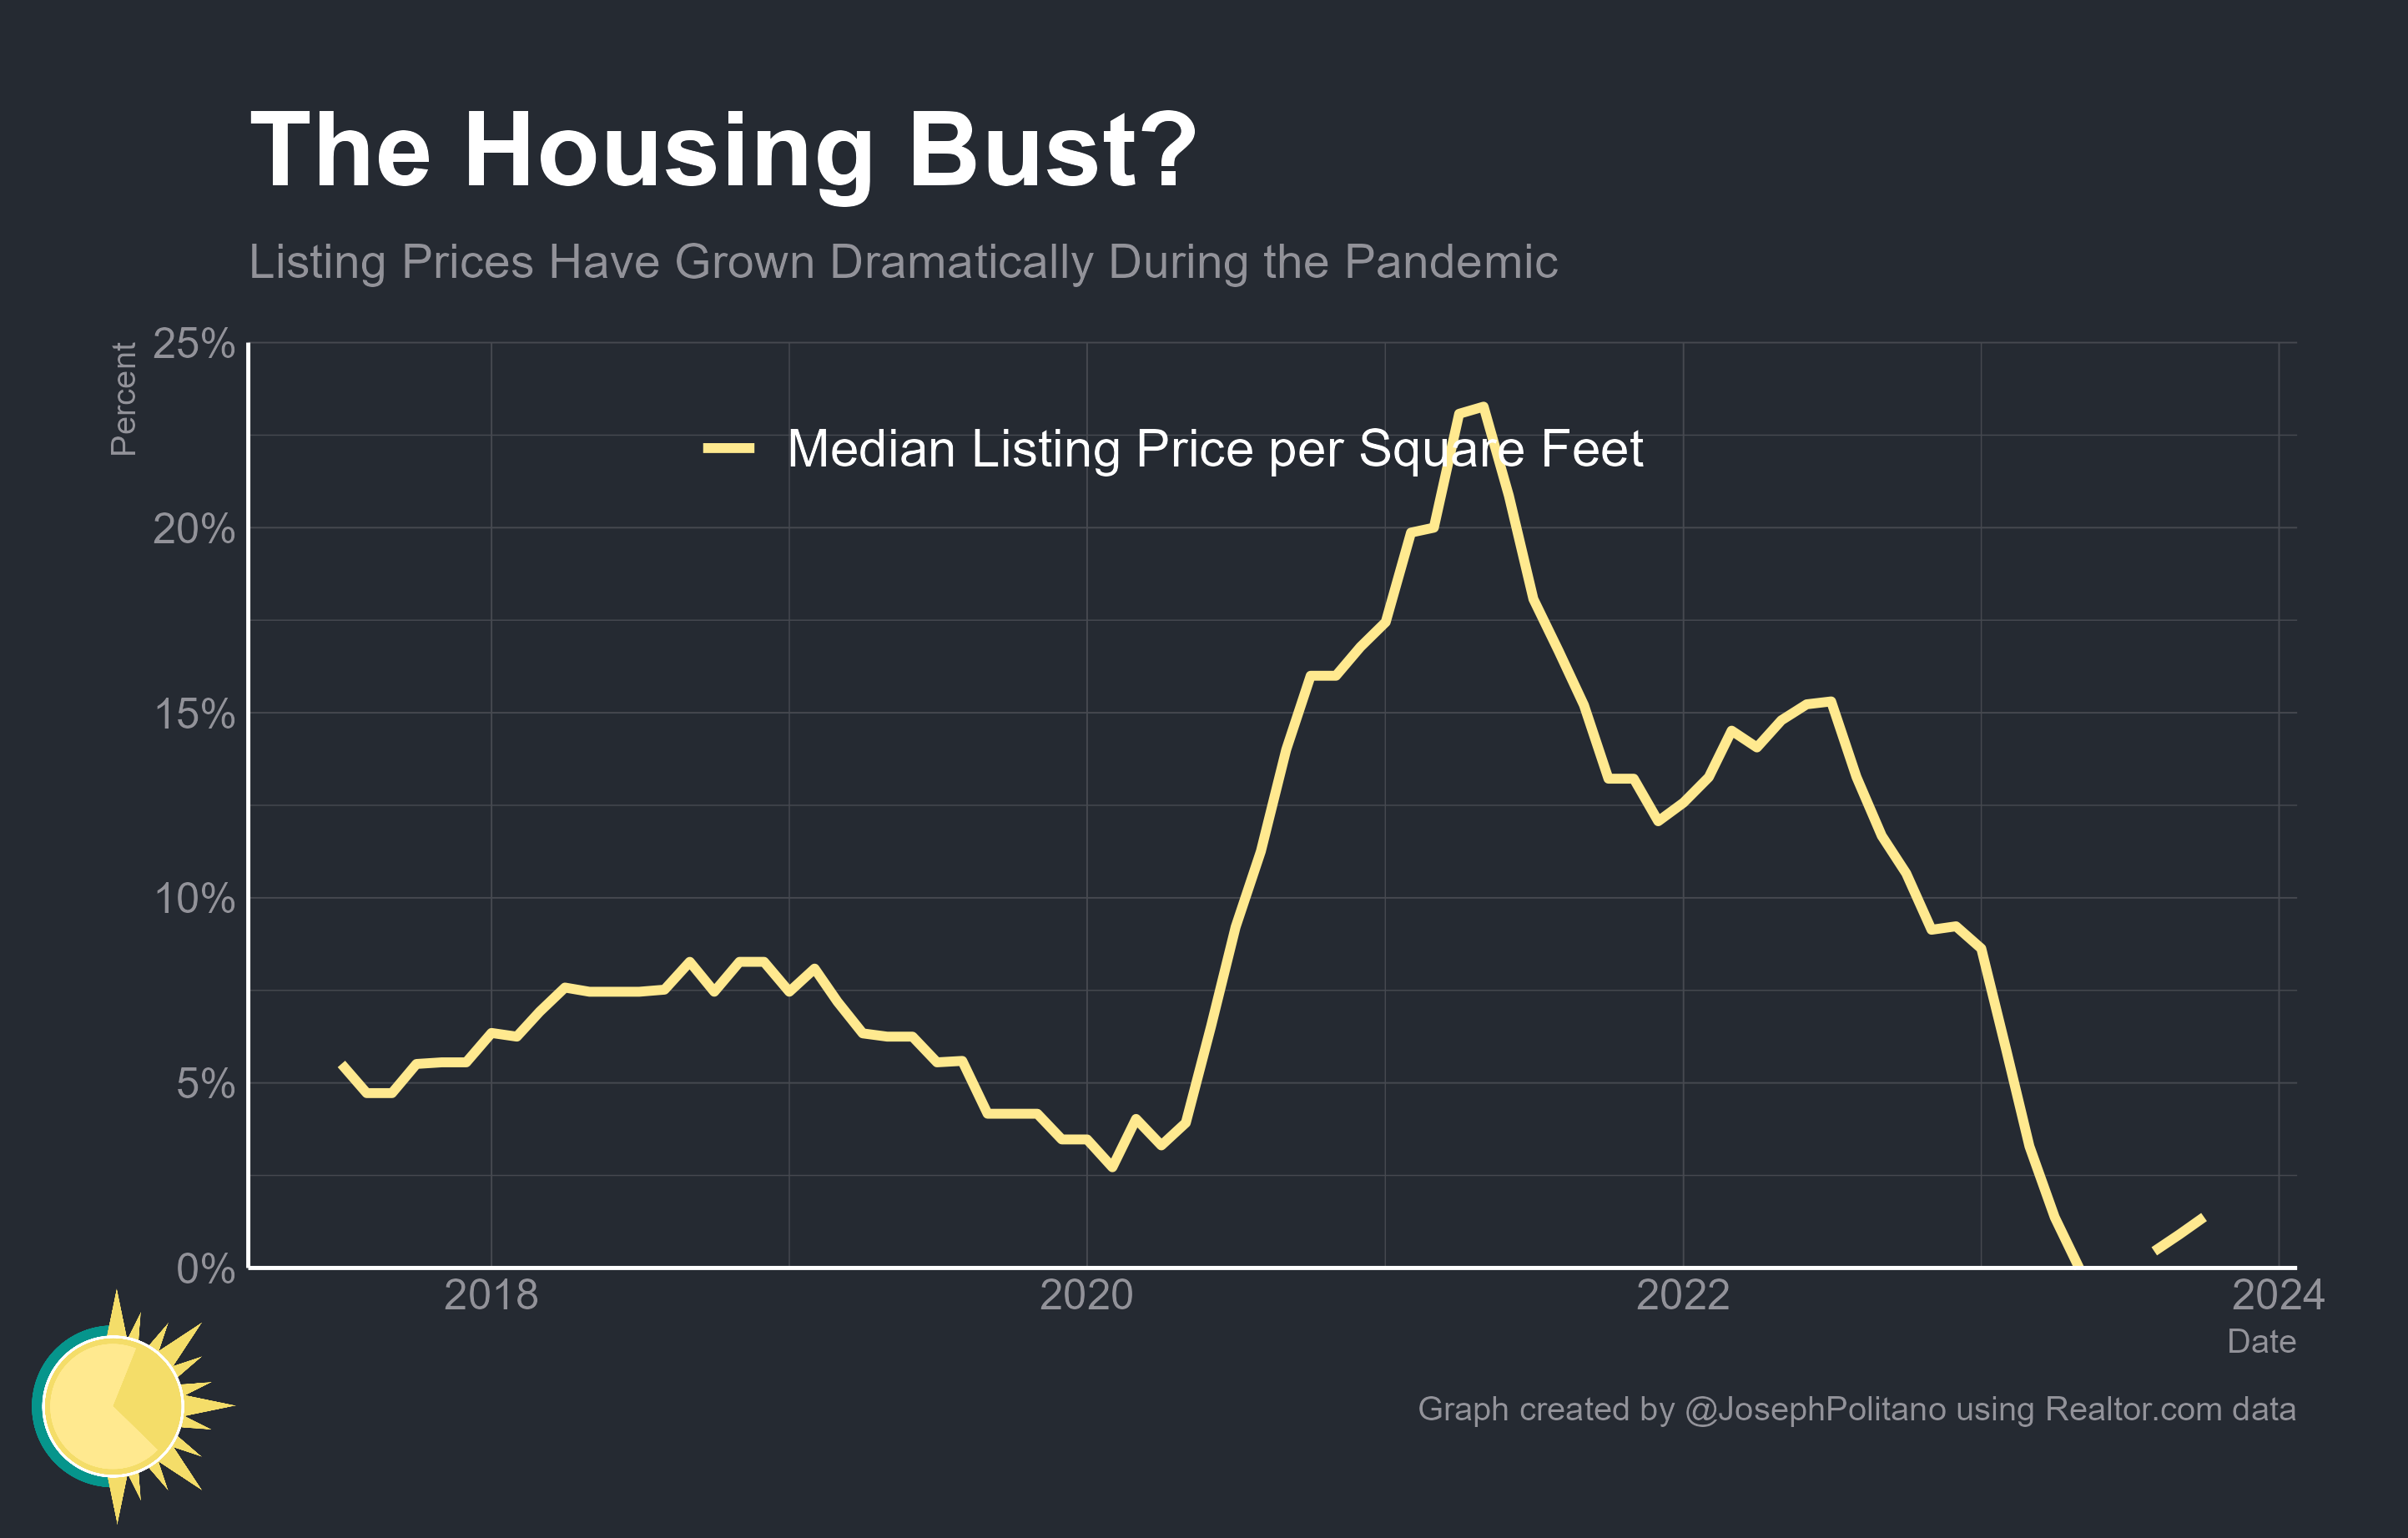 The Housing Bust?
Listing Prices Have Grown Dramatically During the Pandemic
Percent
25%
Median Listing Price per Square Feet
20%
15%
10%
5%
0%
2018
2020
2022
2024
Date
Graph created by @JosephPolitano using Realtor.com data